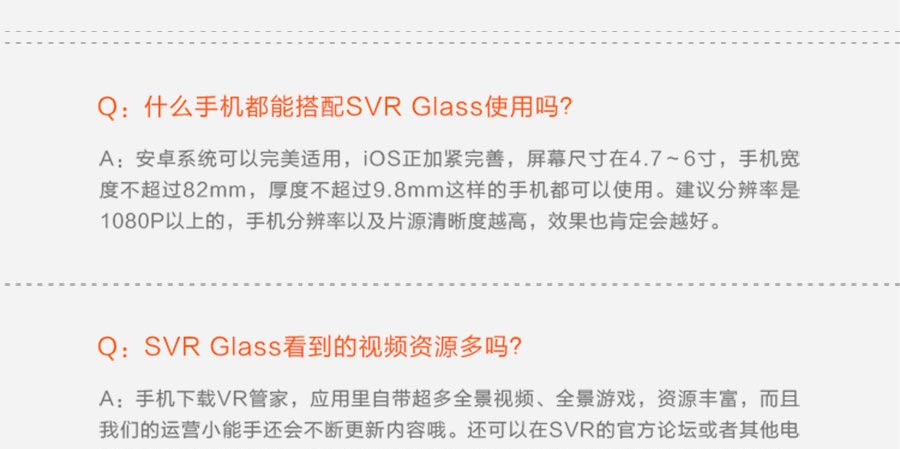 Q：什么手机都能搭配SVR Glass使用吗?
A：安卓系统可以完美适用，iOS正加紧完善，屏幕尺寸在4.7～6寸，手机宽
度不超过82mm，厚度不超过9.8mm这样的手机都可以使用。建议分辨率是
1080P以上的，手机分辨率以及片源清晰度越高，效果也肯定会越好。
Q：SVR Glass看到的视频资源多吗?
A：手机下载VR管家，应用里自带超多全景视频、全景游戏，资源丰富，而且
我们的运营小能手还会不断更新内容哦。还可以在SVR的官方论坛或者其他电